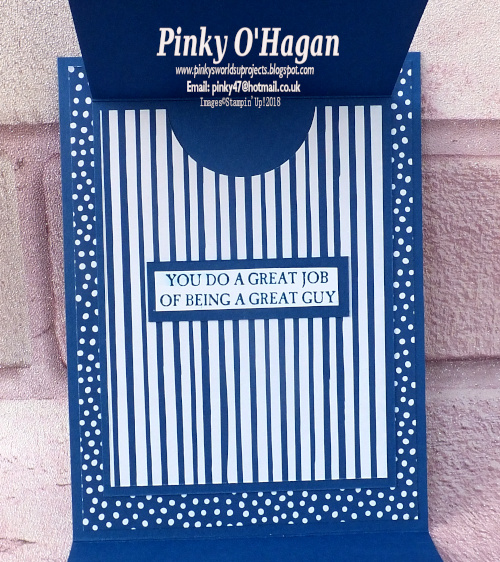 Pinky O'Hagan
www.pinkysworldsuprojects.blogspot.com
Email: pinky47@hotmail.co.uk
Images©Stampin' Up!2018
YOU DO A GREAT JOB
OF BEING A GREAT GUY